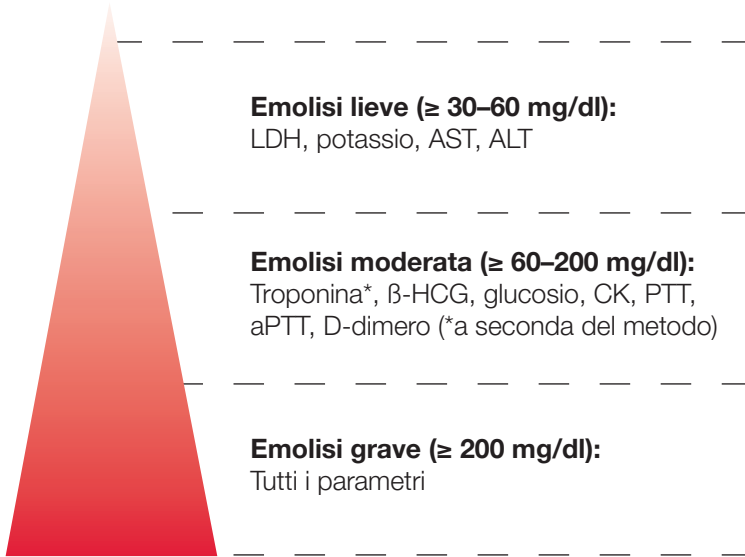 Emolisi lieve (≥ 30–60 mg/dl):
LDH, potassio, AST, ALT
Emolisi moderata (≥ 60–200 mg/dl):
Troponina*, ß-HCG, glucosio, CK, PTT,
aPTT, D-dimero (*a seconda del metodo)
Emolisi grave (≥ 200 mg/dl):
Tutti i parametri